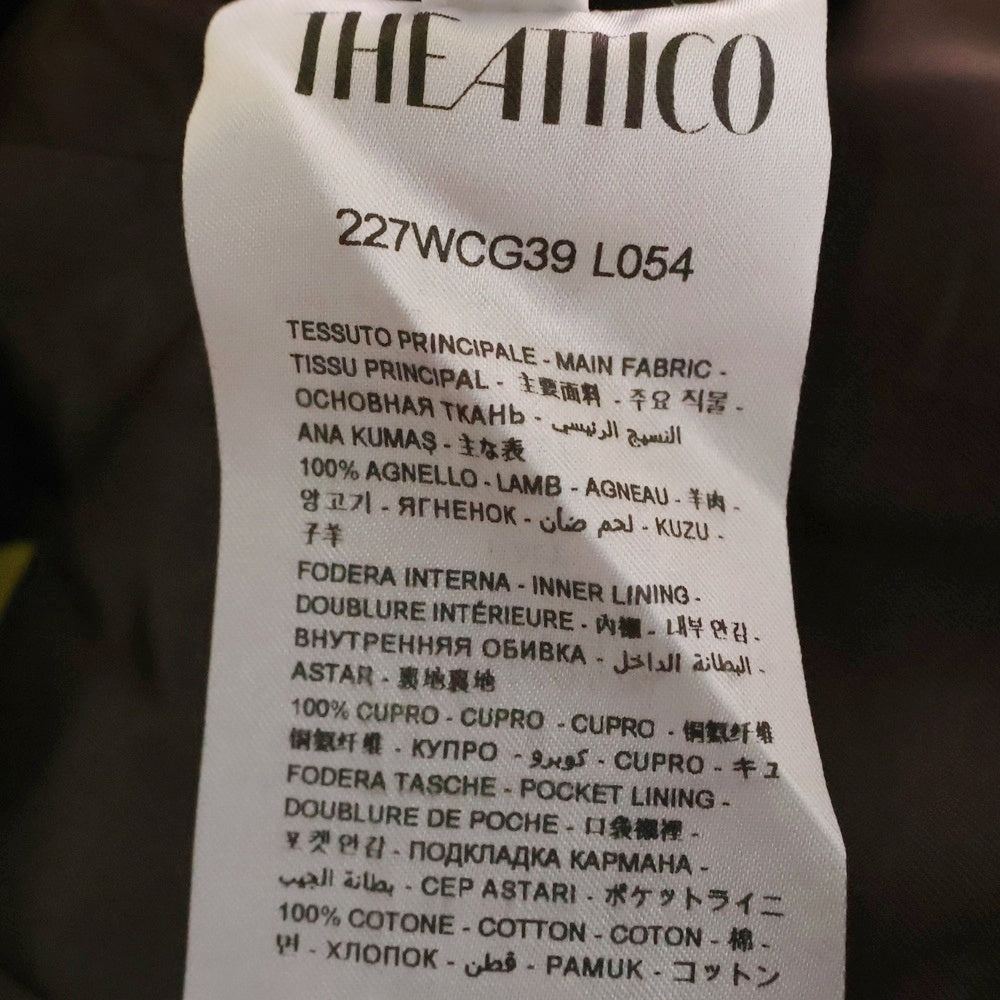 THE ATTICO
227WCG39 L054
TESSUTO PRINCIPALE - MAIN FABRIC -
TISSU PRINCIPAL - 主要面料 - 주요 직물 -
ОСНОВНАЯ ТКАНЬ - النسيج الرئيسي
ANA KUMAŞ - 主な表
100% AGNELLO - LAMB - AGNEAU - 羊肉 -
양고기 - ЯГНЕНОК - لحم ضان - KUZU -
子羊
FODERA INTERNA - INNER LINING -
DOUBLURE INTÉRIEURE - 内襯 - 내부 안감 -
ВНУТРЕННЯЯ ОБИВКА - البطانة الداخل -
ASTAR - 裏地裏地
100% CUPRO - CUPRO - CUPRO - 铜氨纤维
铜氨纤维 - КУПРО - كوبرو - CUPRO - キュ
FODERA TASCHE - POCKET LINING -
DOUBLURE DE POCHE - 口袋襯裡 -
포켓 안감 - ПОДКЛАДКА КАРМАНА -
بطانة الجيب - CEP ASTARI - ポケットライニ
100% COTONE - COTTON - COTON - 棉 -
면 - ХЛОПОК - قطن - PAMUK - コットン